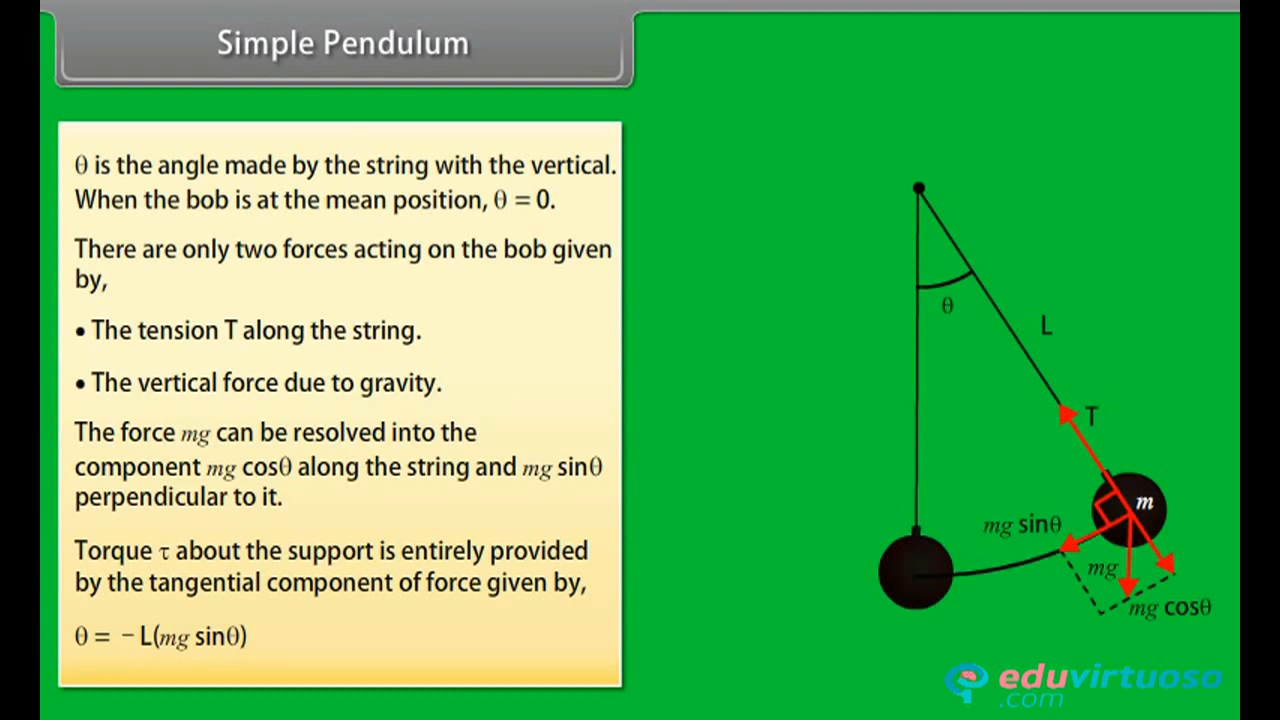 Simple Pendulum
θ is the angle made by the string with the vertical.
When the bob is at the mean position, θ = 0.
There are only two forces acting on the bob given
by,
• The tension T along the string.
• The vertical force due to gravity.
The force mg can be resolved into the
component mg cosθ along the string and mg sinθ
perpendicular to it.
Torque τ about the support is entirely provided
by the tangential component of force given by,
θ = − L(mg sinθ)
θ
L
T
m
mg sinθ
mg
mg cosθ
eduvirtuoso
.com